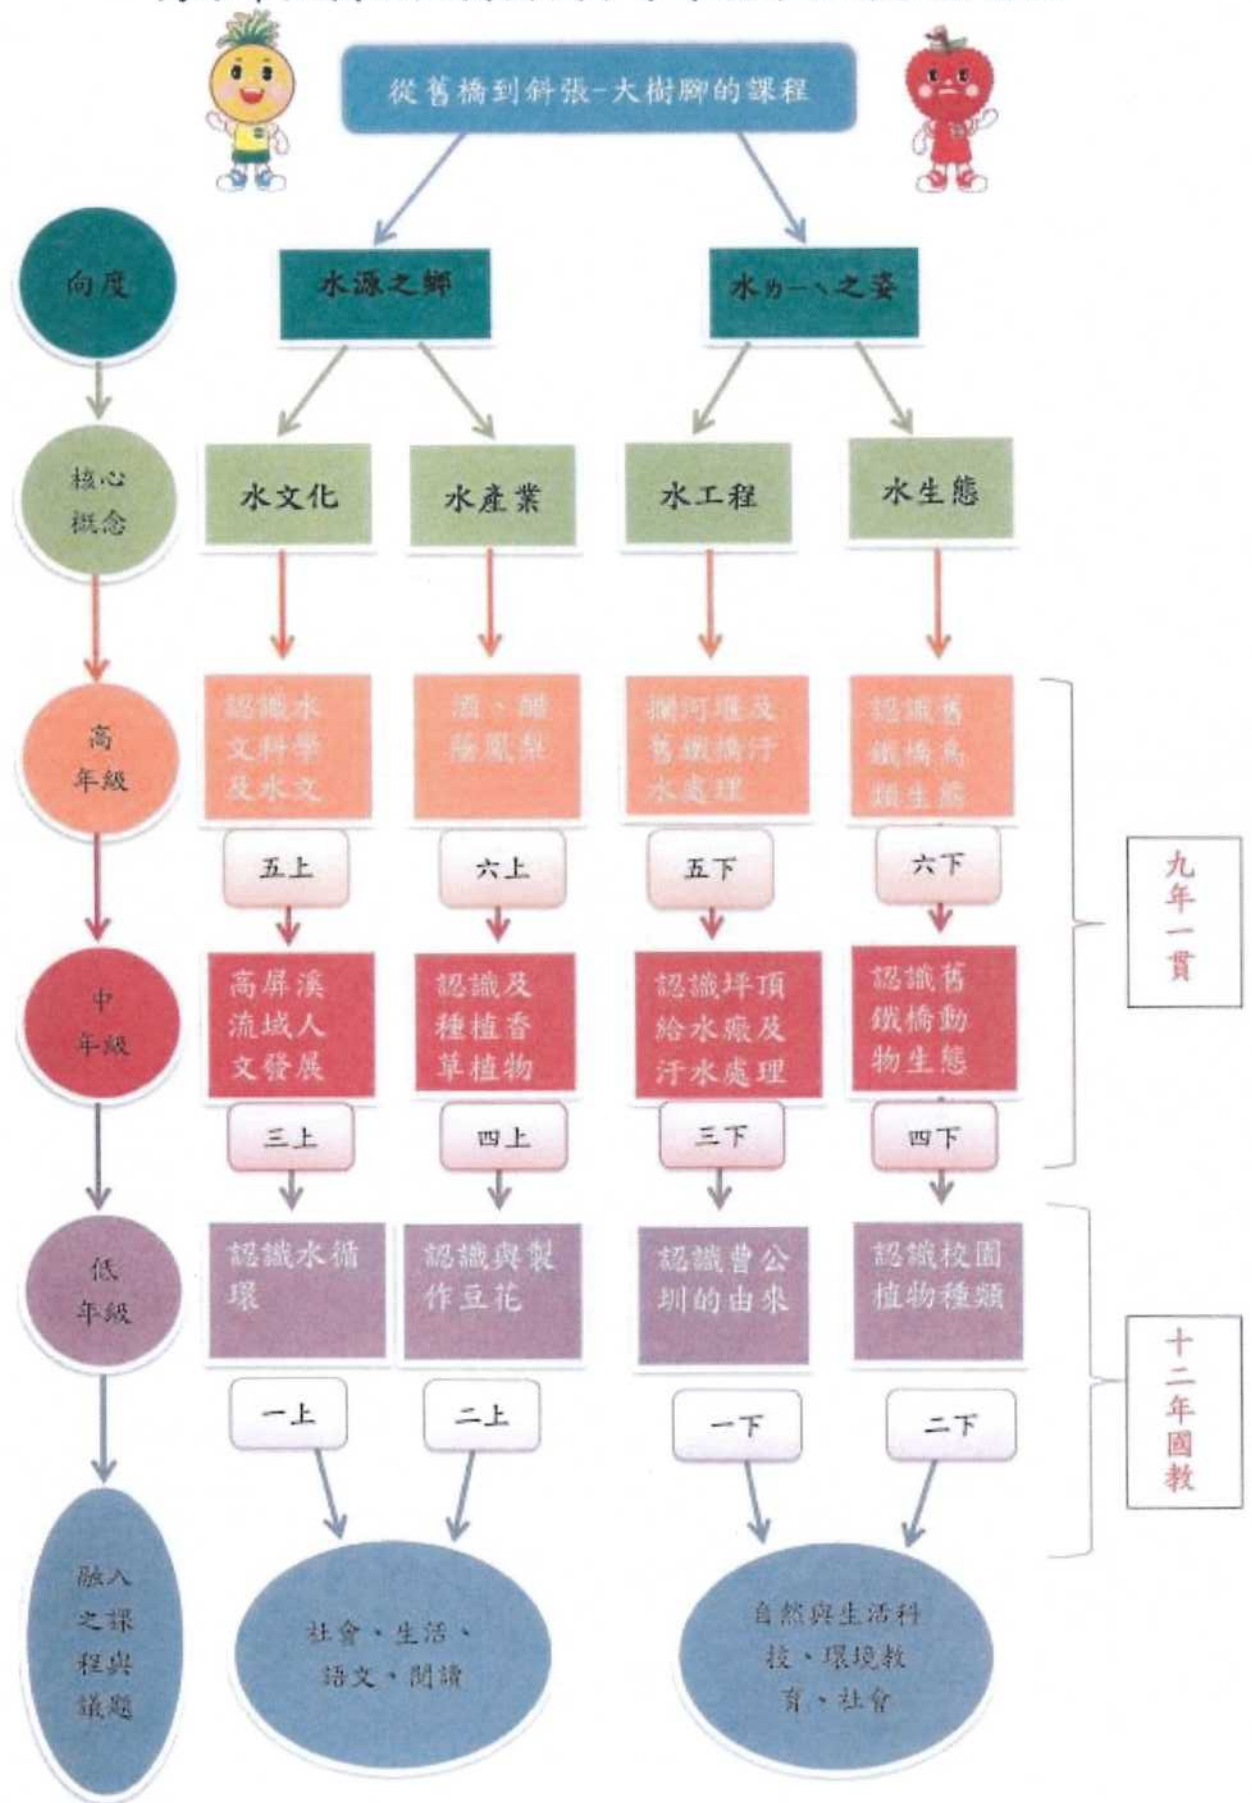 從舊橋到斜張-大樹腳的課程
向度
水源之鄉
水ㄌㄧˋ之姿
核心
概念
水文化
水產業
水工程
水生態
高
年級
認識水
文科學
及水文
酒、醋
醃鳳梨
攔河堰及
舊鐵橋汙
水處理
認識舊
鐵橋鳥
類生態
五上
六上
五下
六下
九年一貫
中
年級
高屏溪
流域人
文發展
認識及
種植香
草植物
認識坪頂
給水廠及
汙水處理
認識舊
鐵橋動
物生態
三上
四上
三下
四下
低
年級
認識水循
環
認識與製
作豆花
認識曹公
圳的由來
認識校園
植物種類
一上
二上
一下
二下
十二年國教
融入
之課
程與
議題
社會、生活、
語文、閱讀
自然與生活科
技、環境教
育、社會